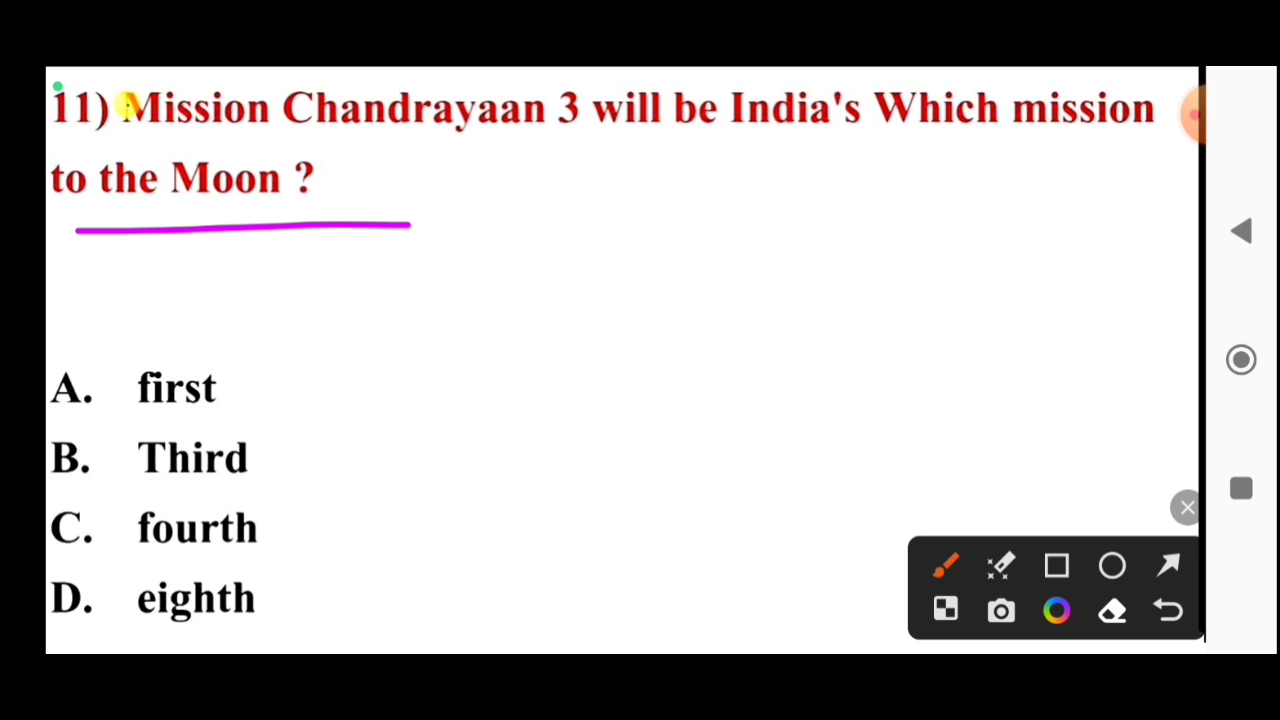 11) Mission Chandrayaan 3 will be India's Which mission
to the Moon ?
A. first
B. Third
C. fourth
D. eighth